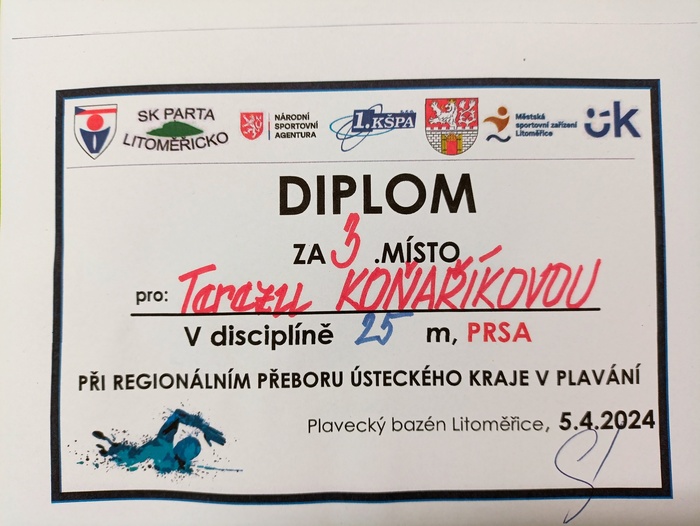 SK PARTA
LITOMĚŘICKO
NÁRODNÍ
SPORTOVNÍ
AGENTURA
1.KŠPA
Městská
sportovní zařízení
Litoměřice
úk
DIPLOM
ZA 3 .MÍSTO
pro: Terezu KOŇAŘÍKOVOU
V disciplíně 25 m, PRSA
PŘI REGIONÁLNÍM PŘEBORU ÚSTECKÉHO KRAJE V PLAVÁNÍ
Plavecký bazén Litoměřice, 5.4.2024